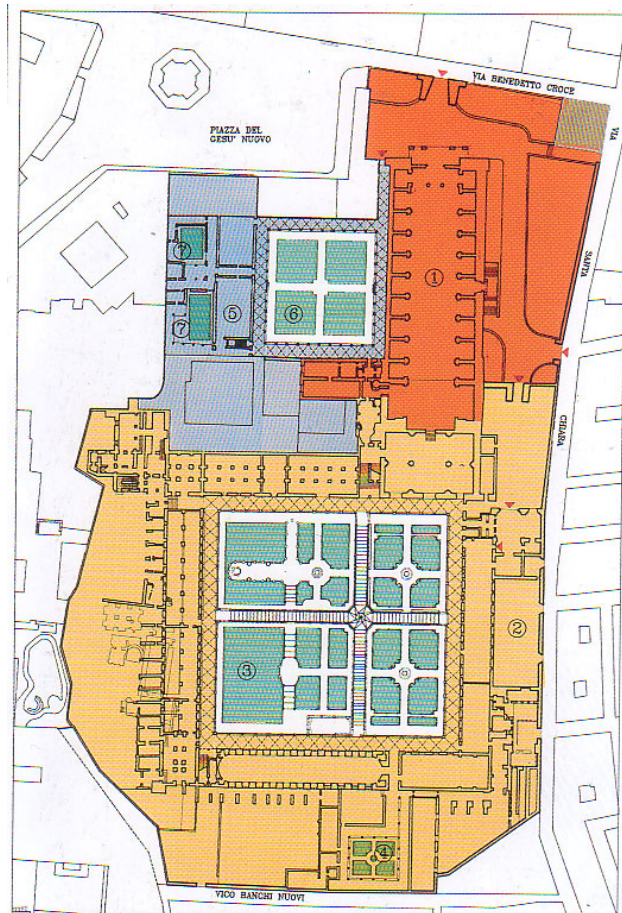 VIA BENEDETTO CROCE
PIAZZA DEL
GESU' NUOVO
VIA
SANTA
CHIARA
1
2
3
4
5
6
7
7
VICO BANCHI NUOVI